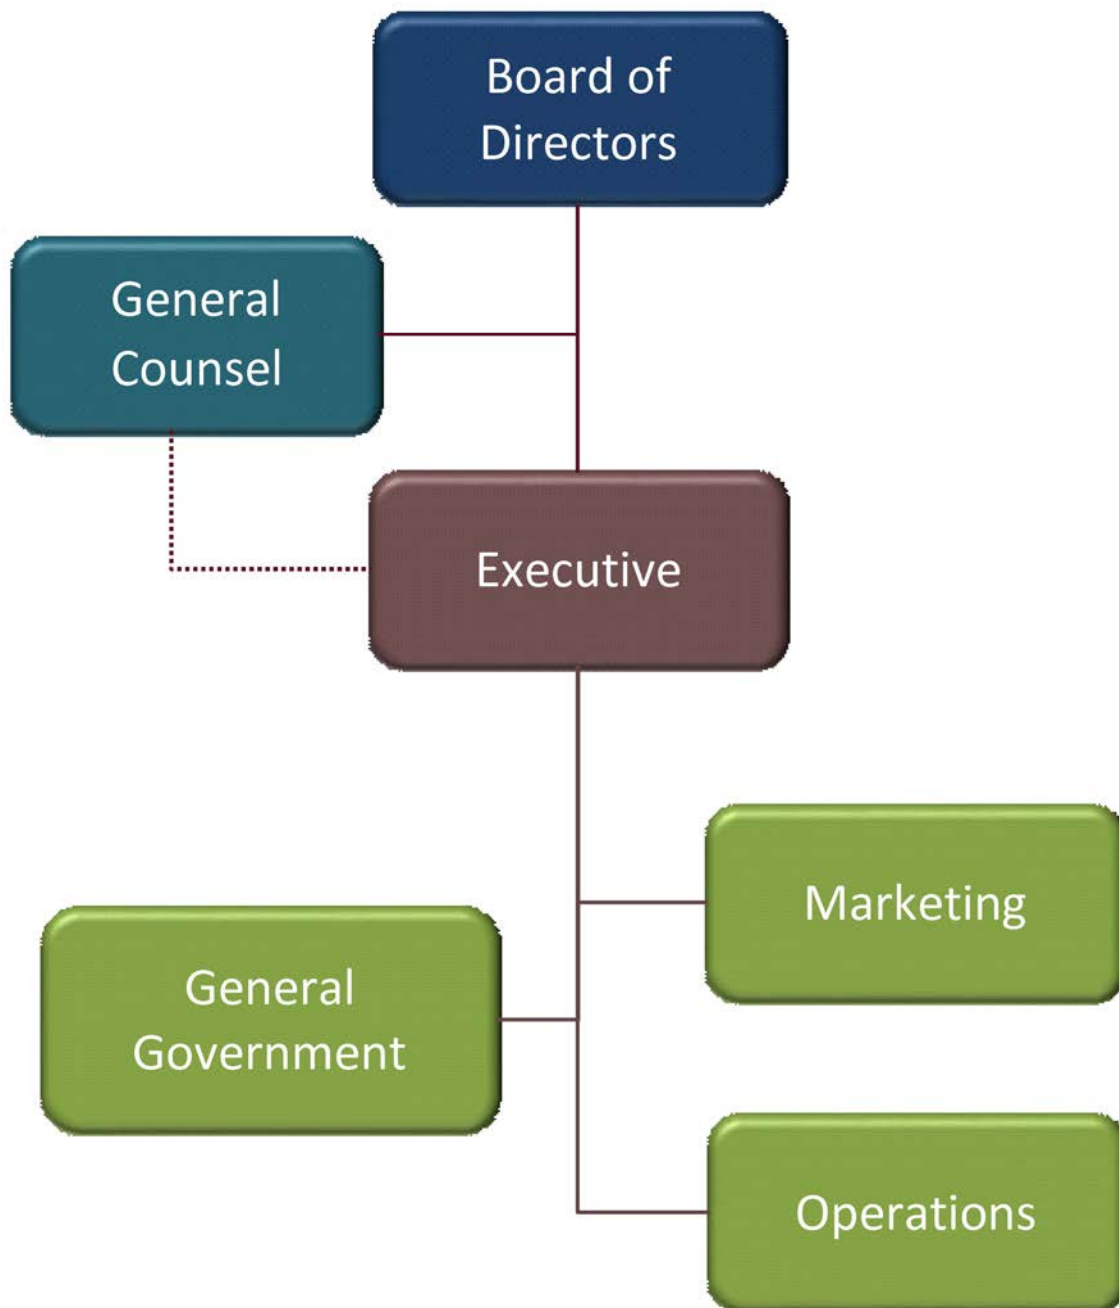 Board of
Directors
General
Counsel
Executive
Marketing
General
Government
Operations